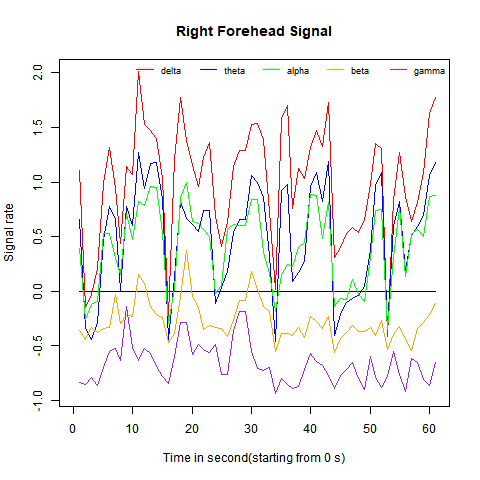 Right Forehead Signal
delta theta alpha beta gamma
2.0
1.5
1.0
0.5
0.0
-0.5
-1.0
Signal rate
0 10 20 30 40 50 60
Time in second(starting from 0 s)